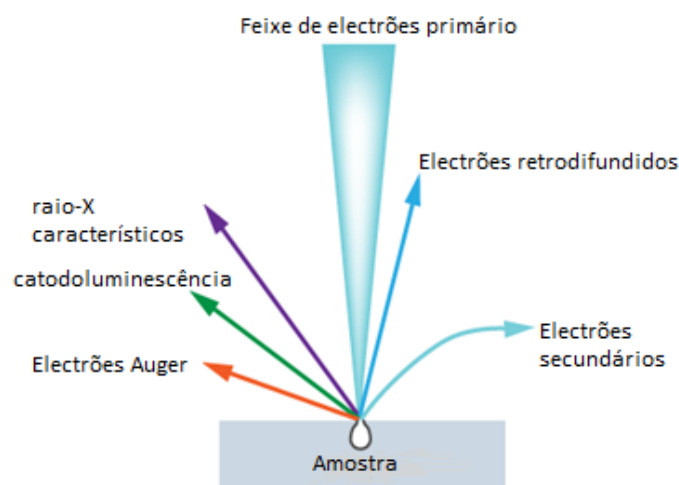 Feixe de electrões primário
Electrões retrodifundidos
raio-X
característicos
catodoluminescência
Electrões
secundários
Electrões Auger
Amostra